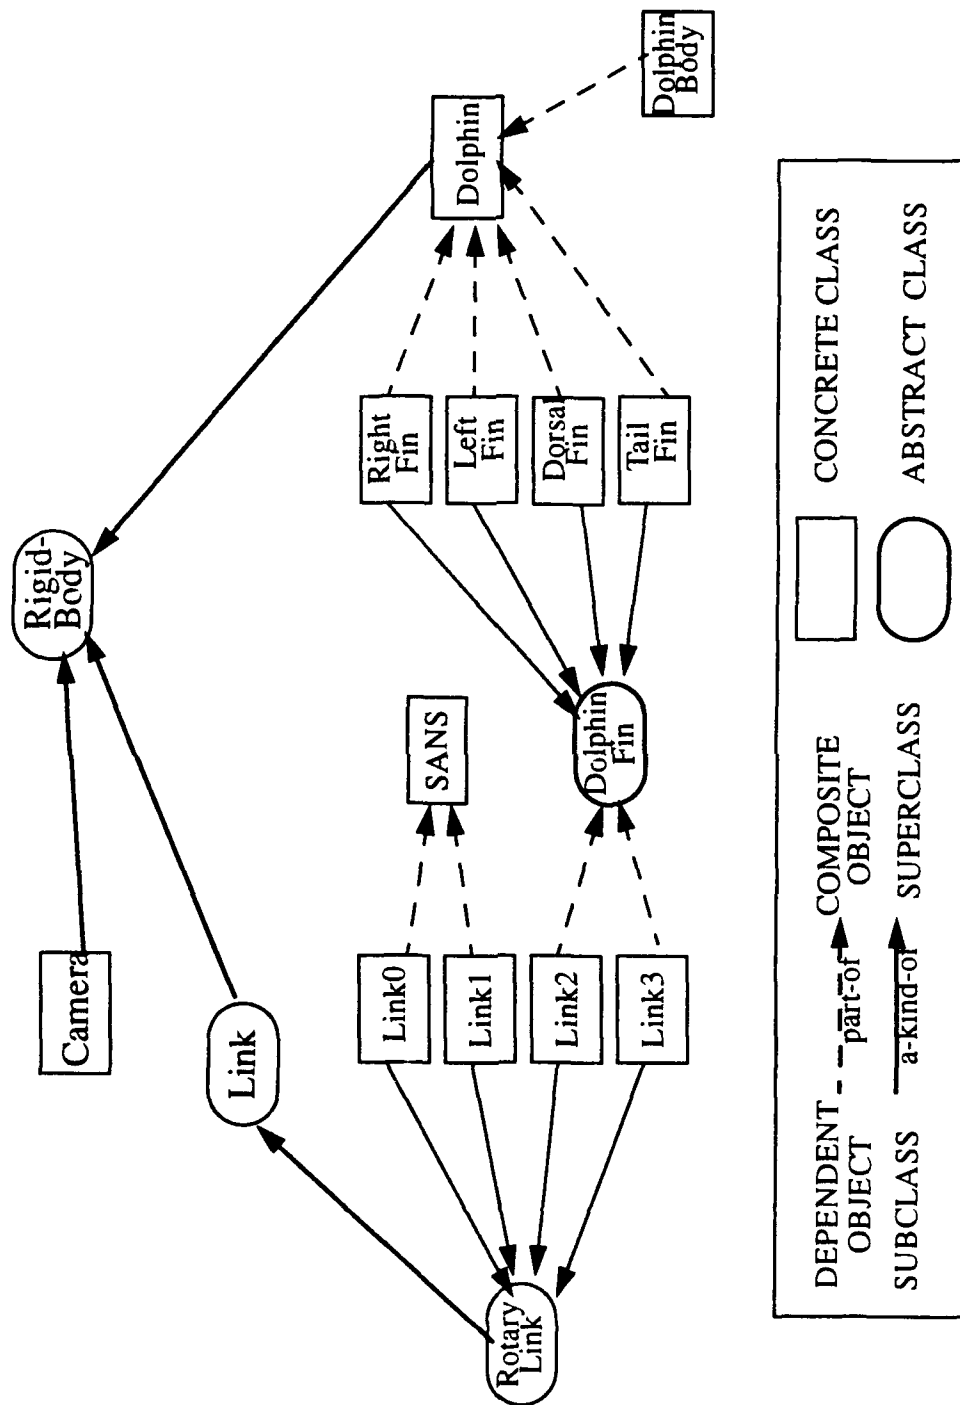 Rigid-
Body
Camera
Link
Rotary
Link
Link0
Link1
Link2
Link3
SANS
Dolphin
Fin
Right
Fin
Left
Fin
Dorsal
Fin
Tail
Fin
Dolphin
Dolphin
Body
DEPENDENT
OBJECT
part-of
COMPOSITE
OBJECT
CONCRETE CLASS
SUBCLASS
a-kind-of
SUPERCLASS
ABSTRACT CLASS